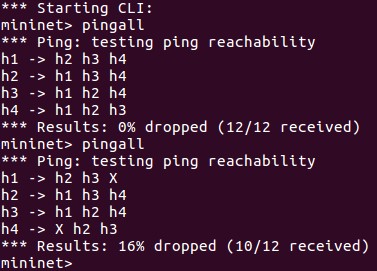 *** Starting CLI:
mininet> pingall
*** Ping: testing ping reachability
h1 -> h2 h3 h4
h2 -> h1 h3 h4
h3 -> h1 h2 h4
h4 -> h1 h2 h3
*** Results: 0% dropped (12/12 received)
mininet> pingall
*** Ping: testing ping reachability
h1 -> h2 h3 X
h2 -> h1 h3 h4
h3 -> h1 h2 h4
h4 -> X h2 h3
*** Results: 16% dropped (10/12 received)
mininet>